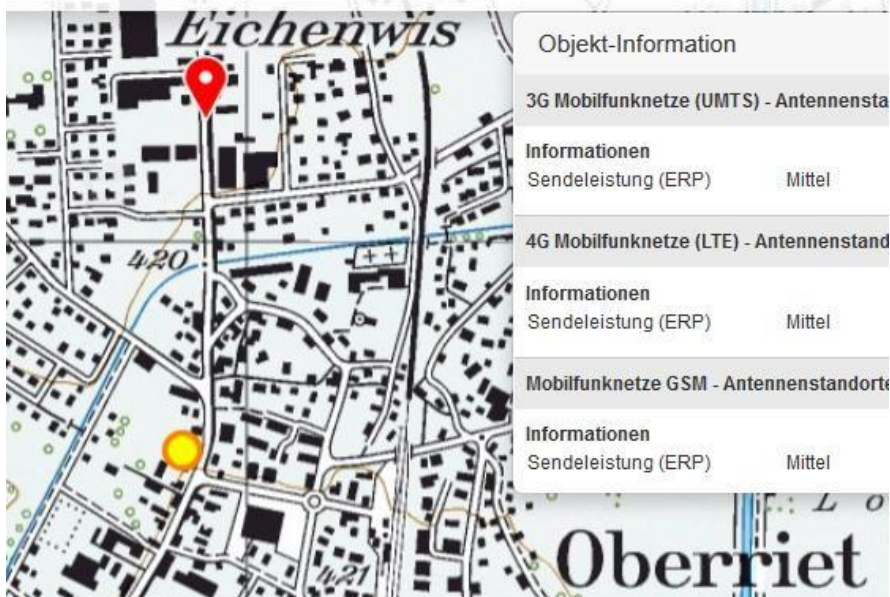 Eichenwis
420
421
Oberriet
L o
Objekt-Information
3G Mobilfunknetze (UMTS) - Antennensta
Informationen
Sendeleistung (ERP) Mittel
4G Mobilfunknetze (LTE) - Antennenstand
Informationen
Sendeleistung (ERP) Mittel
Mobilfunknetze GSM - Antennenstandorte
Informationen
Sendeleistung (ERP) Mittel